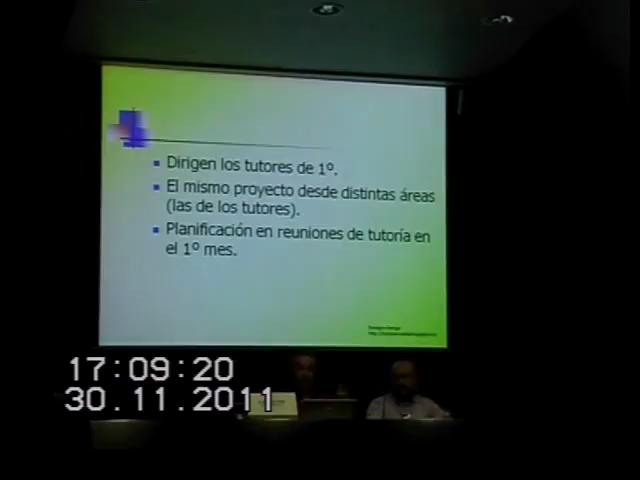 Dirigen los tutores de 1º.
El mismo proyecto desde distintas áreas
(las de los tutores).
Planificación en reuniones de tutoría en
el 1º mes.
17:09:20
30.11.2011